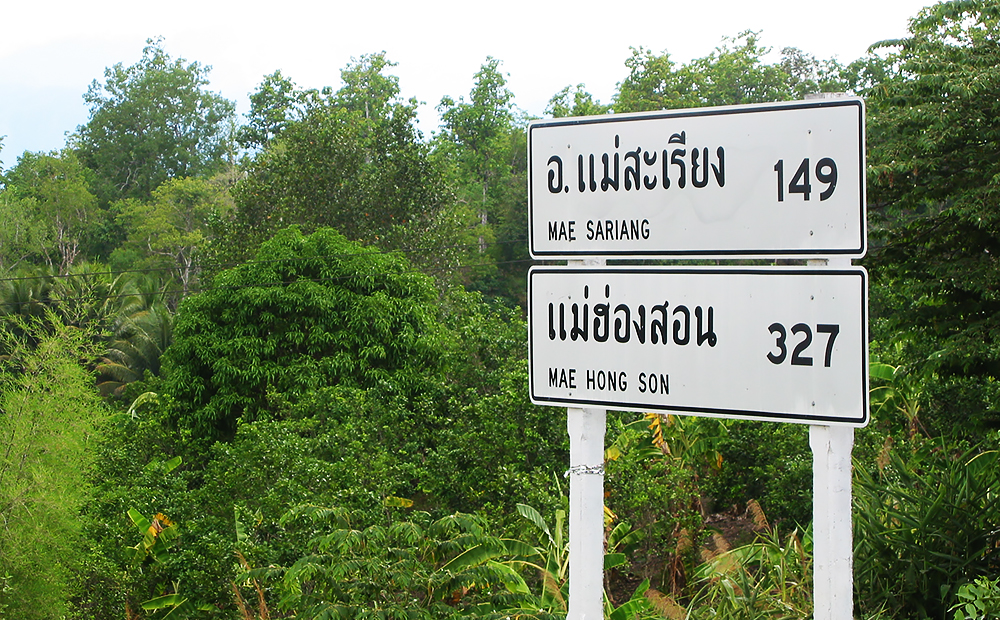 อ. แม่สะเรียง 149
MAE SARIANG
แม่ฮ่องสอน 327
MAE HONG SON